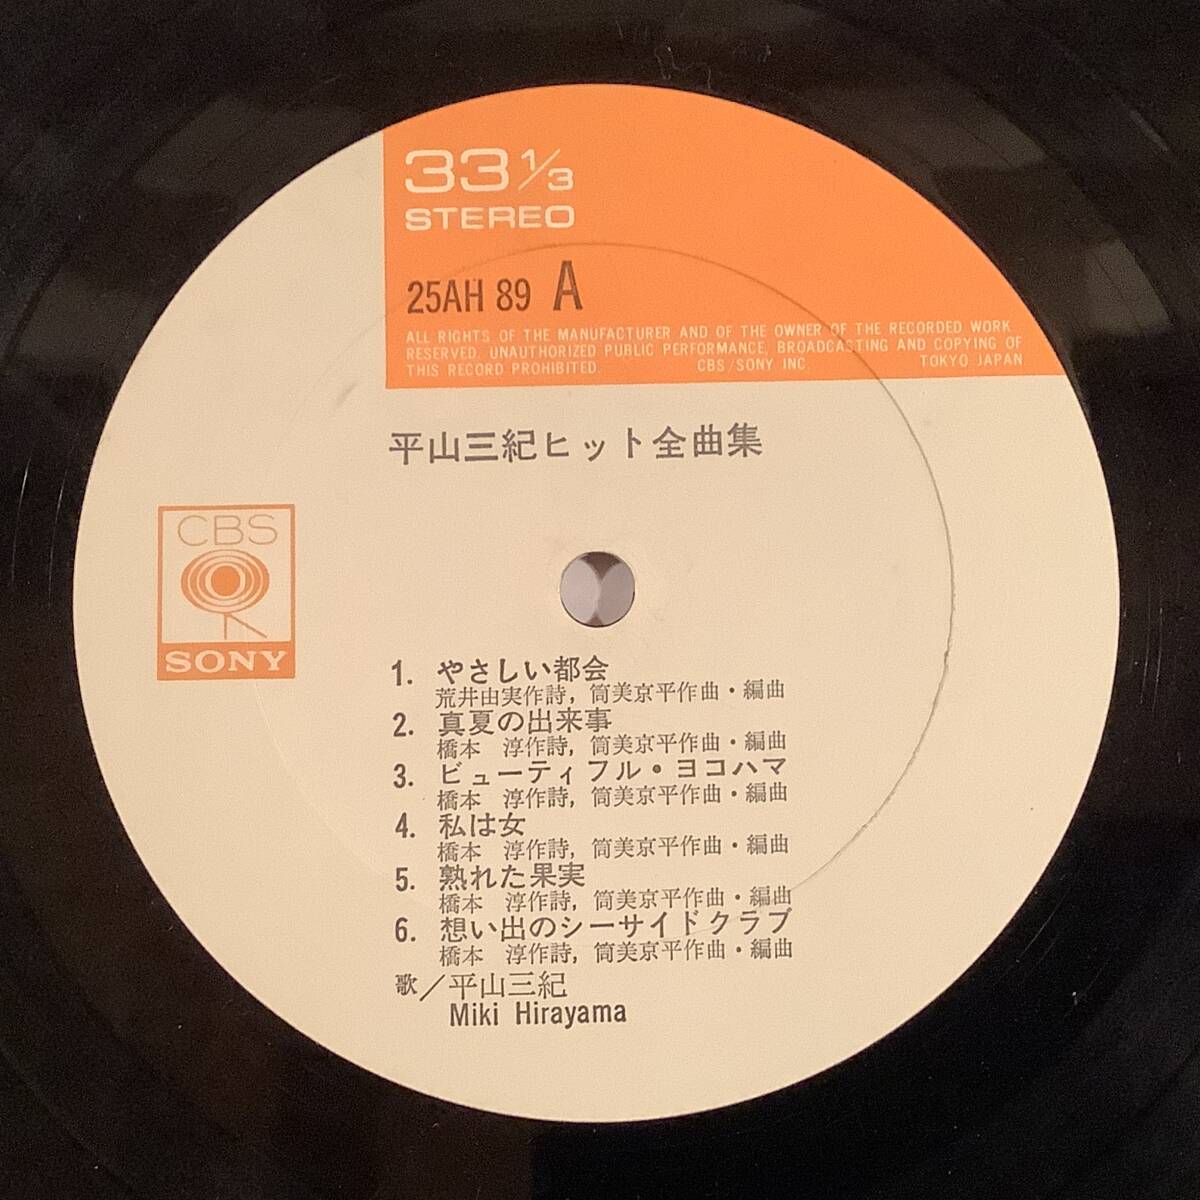 33 1/3
STEREO
25AH 89 A
ALL RIGHTS OF THE MANUFACTURER AND OF THE OWNER OF THE RECORDED WORK
RESERVED. UNAUTHORIZED PUBLIC PERFORMANCE, BROADCASTING AND COPYING OF
THIS RECORD PROHIBITED. CBS/SONY INC. TOKYO JAPAN
平山三紀ヒット全曲集
CBS
SONY
1. やさしい都会
荒井由実作詩, 筒美京平作曲・編曲
2. 真夏の出来事
橋本 淳作詩, 筒美京平作曲・編曲
3. ビューティフル・ヨコハマ
橋本 淳作詩, 筒美京平作曲・編曲
4. 私は女
橋本 淳作詩, 筒美京平作曲・編曲
5. 熟れた果実
橋本 淳作詩, 筒美京平作曲・編曲
6. 想い出のシーサイドクラブ
橋本 淳作詩, 筒美京平作曲・編曲
歌／平山三紀
Miki Hirayama